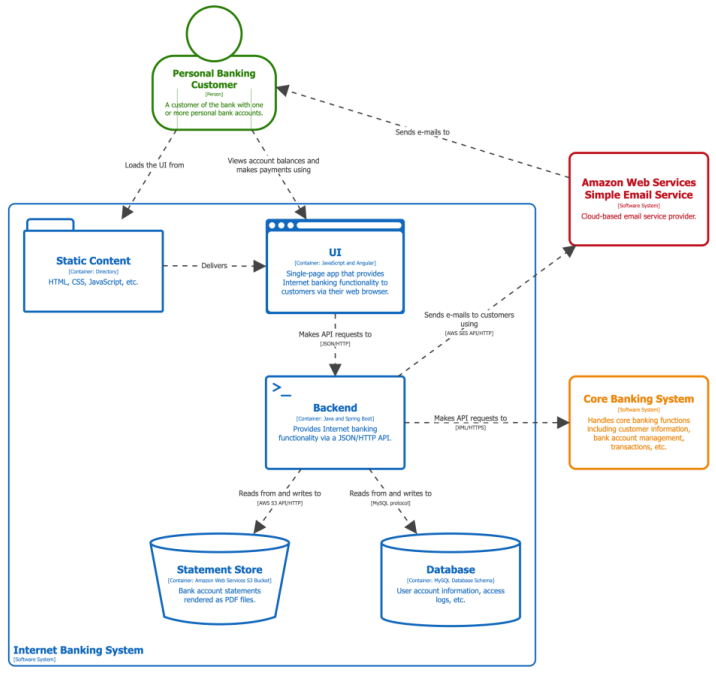 Personal Banking
Customer
[Person]
A customer of the bank with one
or more personal bank accounts.
Sends e-mails to
Loads the UI from
Views account balances and
makes payments using
Amazon Web Services
Simple Email Service
[Software System]
Cloud-based email service provider.
Static Content
[Container: Directory]
HTML, CSS, JavaScript, etc.
Delivers
UI
[Container: JavaScript and Angular]
Single-page app that provides
Internet banking functionality to
customers via their web browser.
Makes API requests to
[JSON/HTTP]
Sends e-mails to customers
using
[AWS SES API/HTTP]
>_
Backend
[Container: Java and Spring Boot]
Provides Internet banking
functionality via a JSON/HTTP API.
Makes API requests to
[XML/HTTPS]
Core Banking System
[Software System]
Handles core banking functions
including customer information,
bank account management,
transactions, etc.
Reads from and writes to
[AWS S3 API/HTTP]
Reads from and writes to
[MySQL protocol]
Statement Store
[Container: Amazon Web Services S3 Bucket]
Bank account statements
rendered as PDF files.
Database
[Container: MySQL Database Schema]
User account information, access
logs, etc.
Internet Banking System
[Software System]